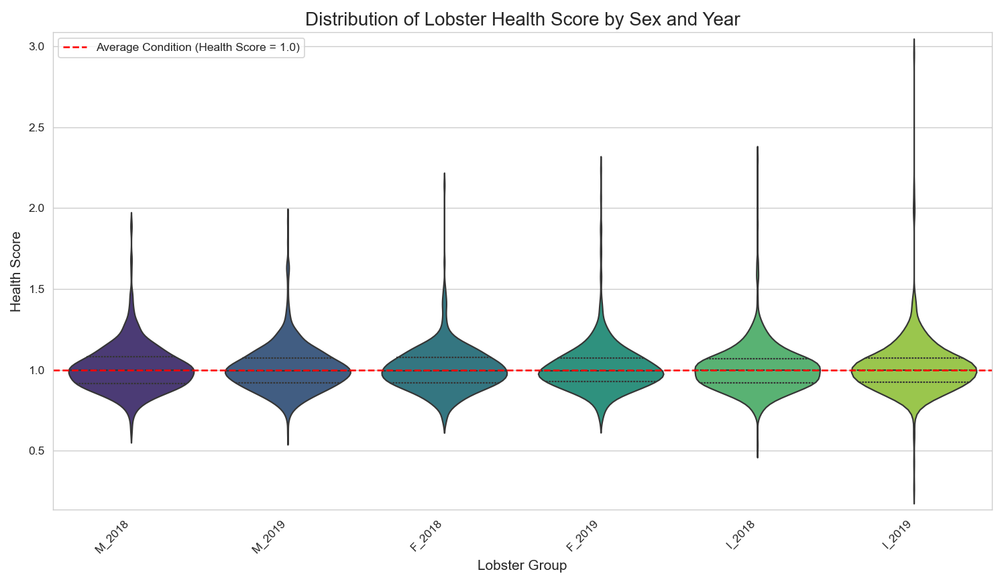 Distribution of Lobster Health Score by Sex and Year
Average Condition (Health Score = 1.0)
Health Score
3.0
2.5
2.0
1.5
1.0
0.5
M_2018
M_2019
F_2018
F_2019
I_2018
I_2019
Lobster Group